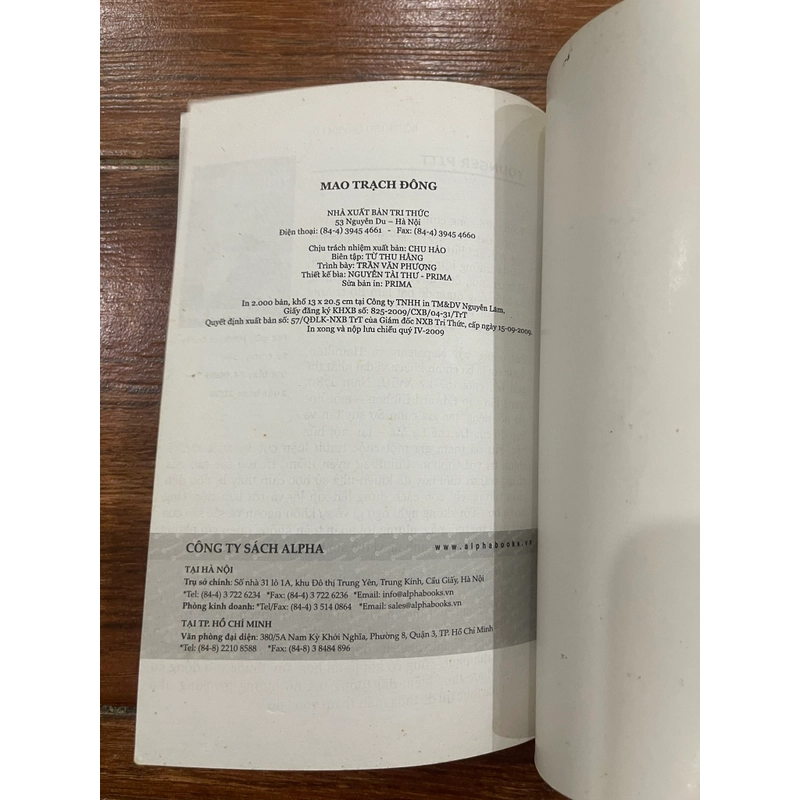 MAO TRẠCH ĐÔNG
NHÀ XUẤT BẢN TRI THỨC
53 Nguyễn Du – Hà Nội
Điện thoại: (84-4) 3945 4661 - Fax: (84-4) 3945 4660
Chịu trách nhiệm xuất bản: CHU HẢO
Biên tập: TỪ THU HẰNG
Trình bày: TRẦN VĂN PHƯỢNG
Thiết kế bìa: NGUYỄN TÀI THƯ - PRIMA
Sửa bản in: PRIMA
In 2.000 bản, khổ 13 x 20.5 cm tại Công ty TNHH in TM&DV Nguyễn Lâm,
Giấy đăng ký KHXB số: 825-2009/CXB/04-31/TrT
Quyết định xuất bản số: 57/QĐLK-NXB TrT của Giám đốc NXB Tri Thức, cấp ngày 15-09-2009.
In xong và nộp lưu chiểu quý IV-2009
CÔNG TY SÁCH ALPHA www.alphabooks.vn
TẠI HÀ NỘI
Trụ sở chính: Số nhà 31 lô 1A, khu Đô thị Trung Yên, Trung Kính, Cầu Giấy, Hà Nội
*Tel: (84-4) 3 722 6234 *Fax: (84-4) 3 722 6236 *Email: info@alphabooks.vn
Phòng kinh doanh: *Tel/Fax: (84-4) 3 514 0864 *Email: sales@alphabooks.vn
TẠI TP. HỒ CHÍ MINH
Văn phòng đại diện: 380/5A Nam Kỳ Khởi Nghĩa, Phường 8, Quận 3, TP. Hồ Chí Minh
*Tel: (84-8) 2210 8588 *Fax: (84-8) 3 8484 896